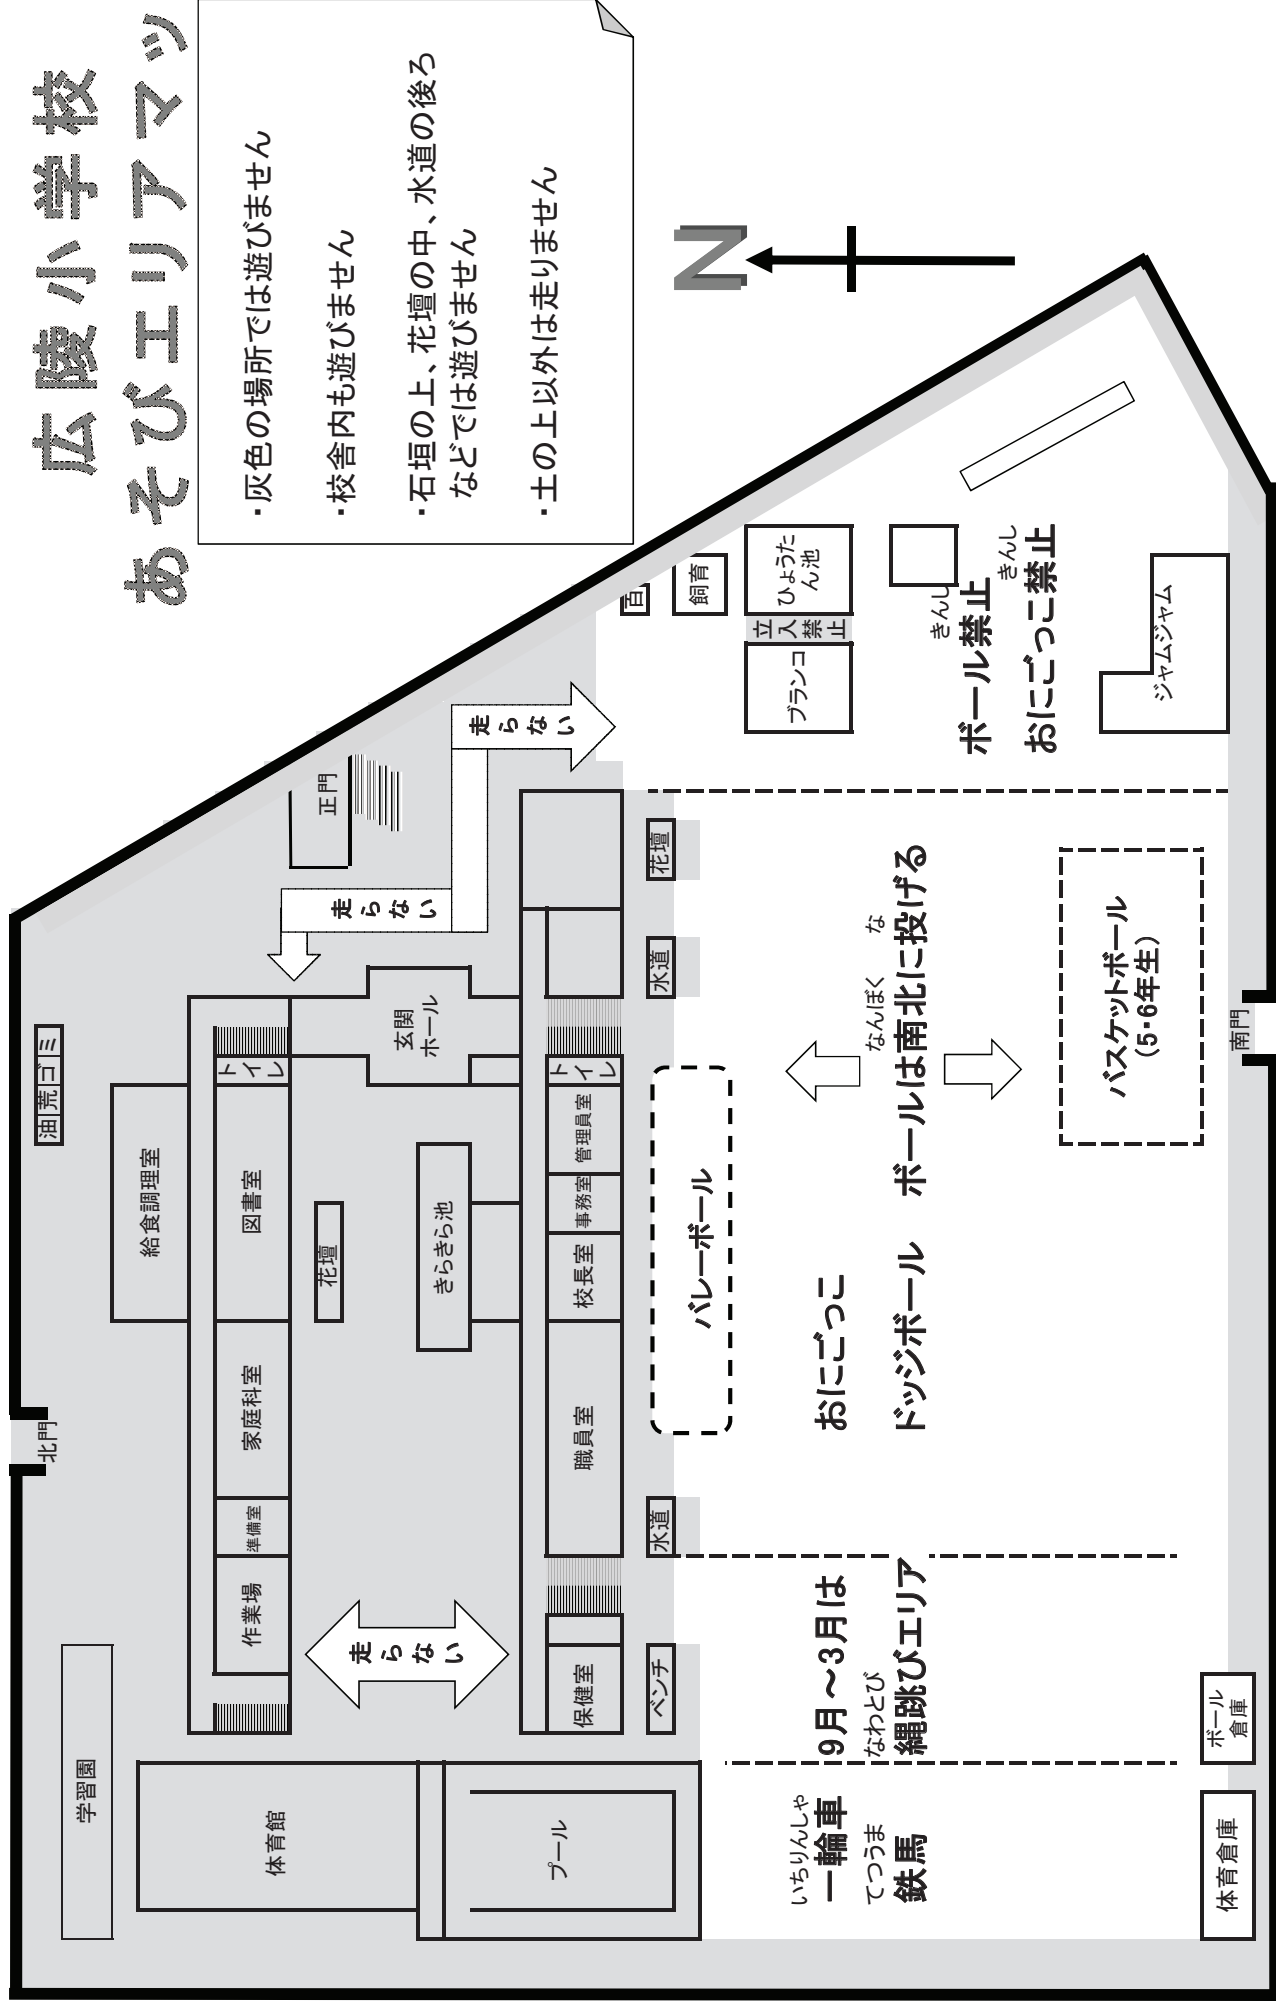 広陵小学校
あそびエリアマッ
・灰色の場所では遊びません
・校舎内も遊びません
・石垣の上、花壇の中、水道の後ろ
などでは遊びません
・土の上以外は走りません
N
北門
油
荒
ゴミ
学習園
給食調理室
作業場
準備室
家庭科室
図書室
トイレ
正門
体育館
花壇
玄関
ホール
走らない
走らない
走らない
きらきら池
プール
保健室
職員室
校長室
事務室
管理員室
トイレ
ベンチ
水道
水道
花壇
百
飼育
ブランコ
立入禁止
ひょうたん池
バレーボール
いちりんしゃ
一輪車
てつうま
鉄馬
9月～3月は
なわとび
縄跳びエリア
おにごっこ
ドッジボール
なんぼく な
ボールは南北に投げる
きんし
ボール禁止
きんし
おにごっこ禁止
バスケットボール
(5・6年生)
ジャムジャム
体育倉庫
ボール
倉庫
南門